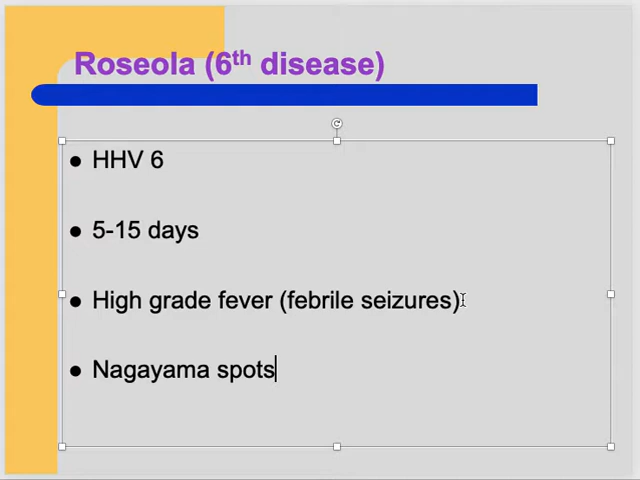 Roseola (6th disease)
● HHV 6
● 5-15 days
● High grade fever (febrile seizures)
● Nagayama spots